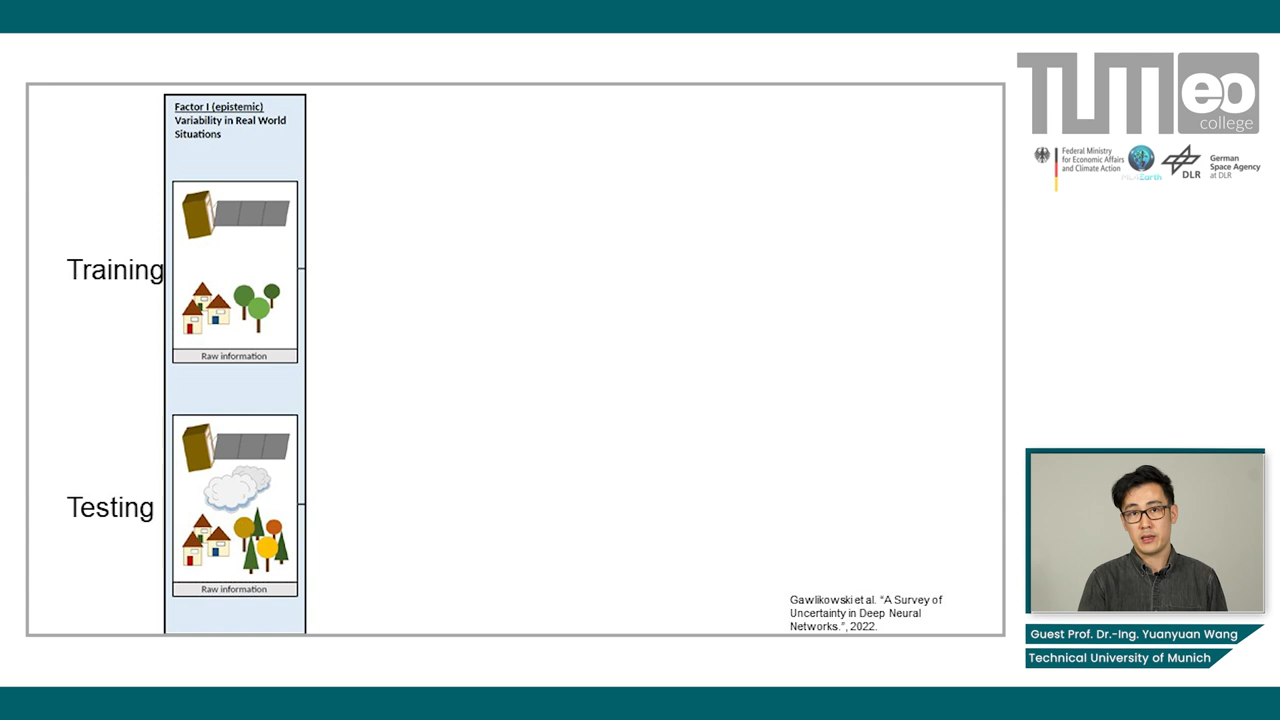 Factor I (epistemic)
Variability in Real World
Situations
Training
Raw information
Testing
Raw information
Gawlikowski et al. “A Survey of
Uncertainty in Deep Neural
Networks.”, 2022.
TUM eo
college
Federal Ministry
for Economic Affairs
and Climate Action
ML4Earth
DLR
German
Space Agency
at DLR
Guest Prof. Dr.-Ing. Yuanyuan Wang
Technical University of Munich